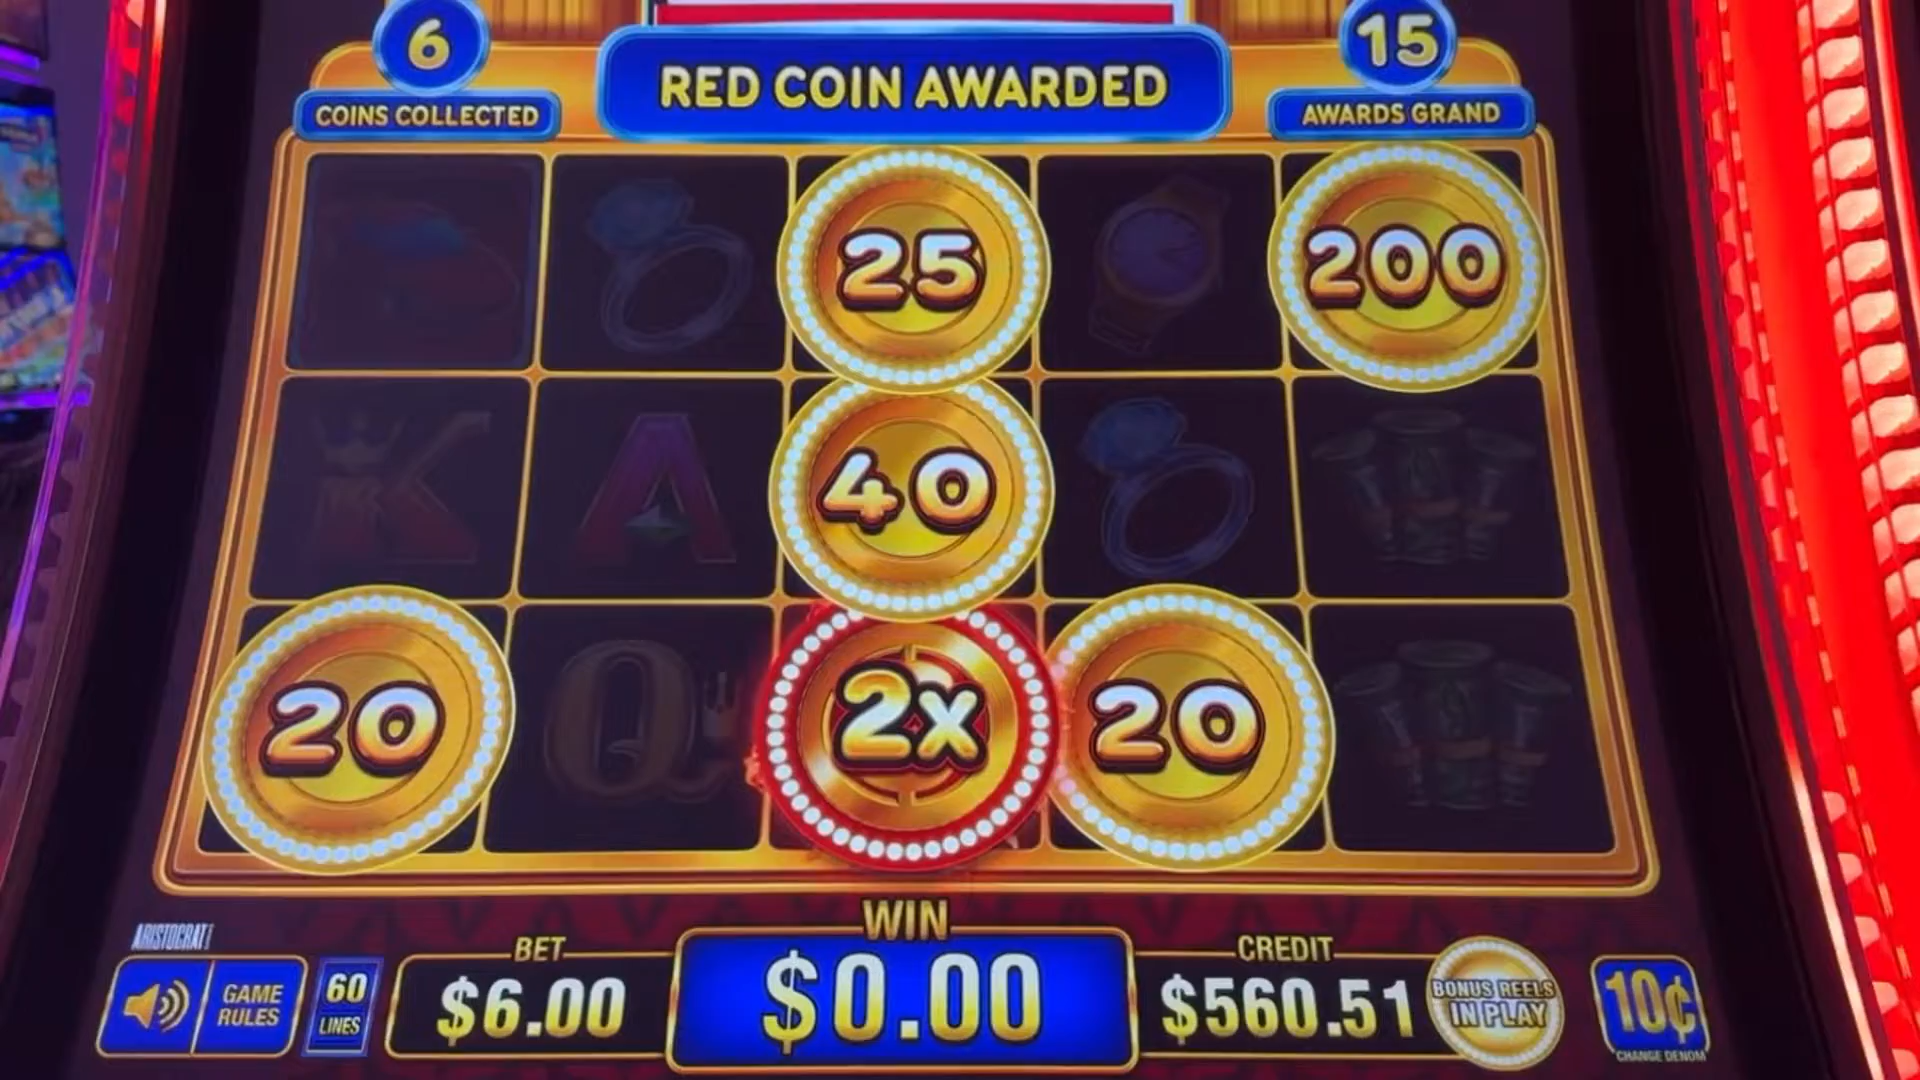 6
COINS COLLECTED
RED COIN AWARDED
15
AWARDS GRAND
25
200
K
A
40
20
Q
2x
20
ARISTOCRAT
GAME
RULES
60
LINES
BET
$6.00
WIN
$0.00
CREDIT
$560.51
BONUS REELS
IN PLAY
10¢
CHANGE DENOM